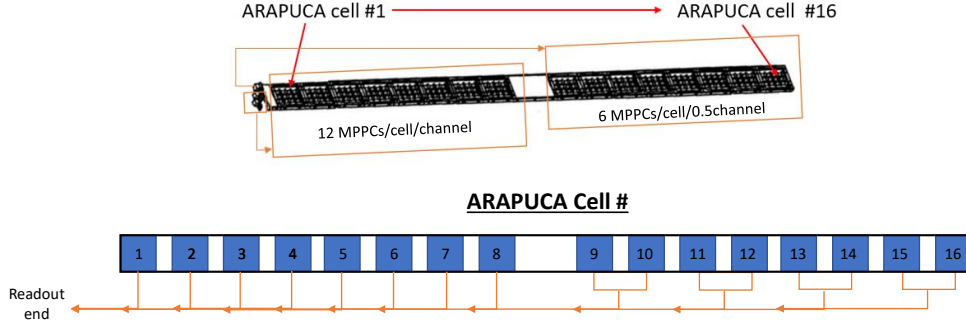 ARAPUCA cell #1
ARAPUCA cell #16
12 MPPCs/cell/channel
6 MPPCs/cell/0.5channel
ARAPUCA Cell #
1 2 3 4 5 6 7 8 9 10 11 12 13 14 15 16
Readout
end